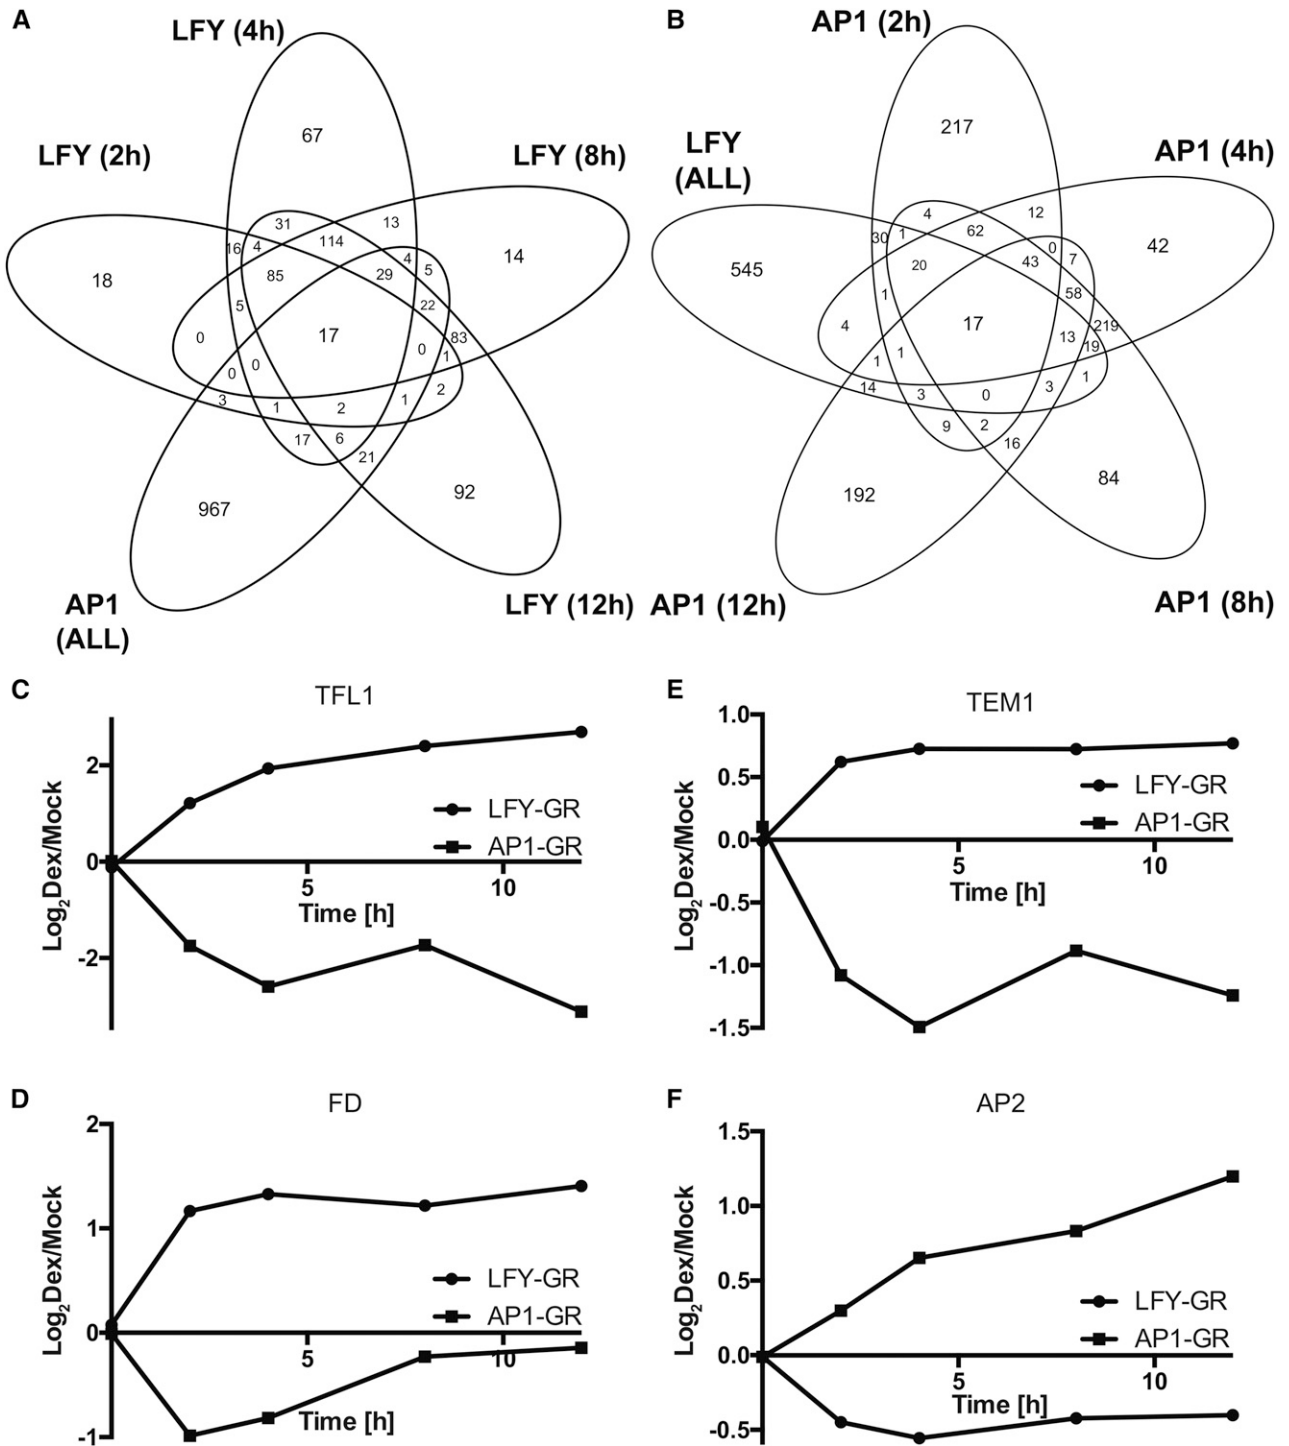 A
B
LFY (4h)
AP1 (2h)
67
217
LFY (2h)
LFY (8h)
LFY
(ALL)
AP1 (4h)
31
13
16
4
114
4
5
14
18
85
29
5
22
0
17
83
0
1
0
0
3
1
2
1
2
17
6
21
967
92
4
12
30
1
62
0
7
42
545
20
43
1
58
4
17
13
219
19
1
1
14
3
0
3
1
9
2
16
192
84
AP1
(ALL)
LFY (12h)
AP1 (12h)
AP1 (8h)
C
TFL1
2
0
-2
5
10
Log2Dex/Mock
Time [h]
LFY-GR
AP1-GR
E
TEM1
1.0
0.5
0.0
-0.5
-1.0
-1.5
5
10
Log2Dex/Mock
Time [h]
LFY-GR
AP1-GR
D
FD
2
1
0
-1
5
10
Log2Dex/Mock
Time [h]
LFY-GR
AP1-GR
F
AP2
1.5
1.0
0.5
0.0
-0.5
5
10
Log2Dex/Mock
Time [h]
LFY-GR
AP1-GR